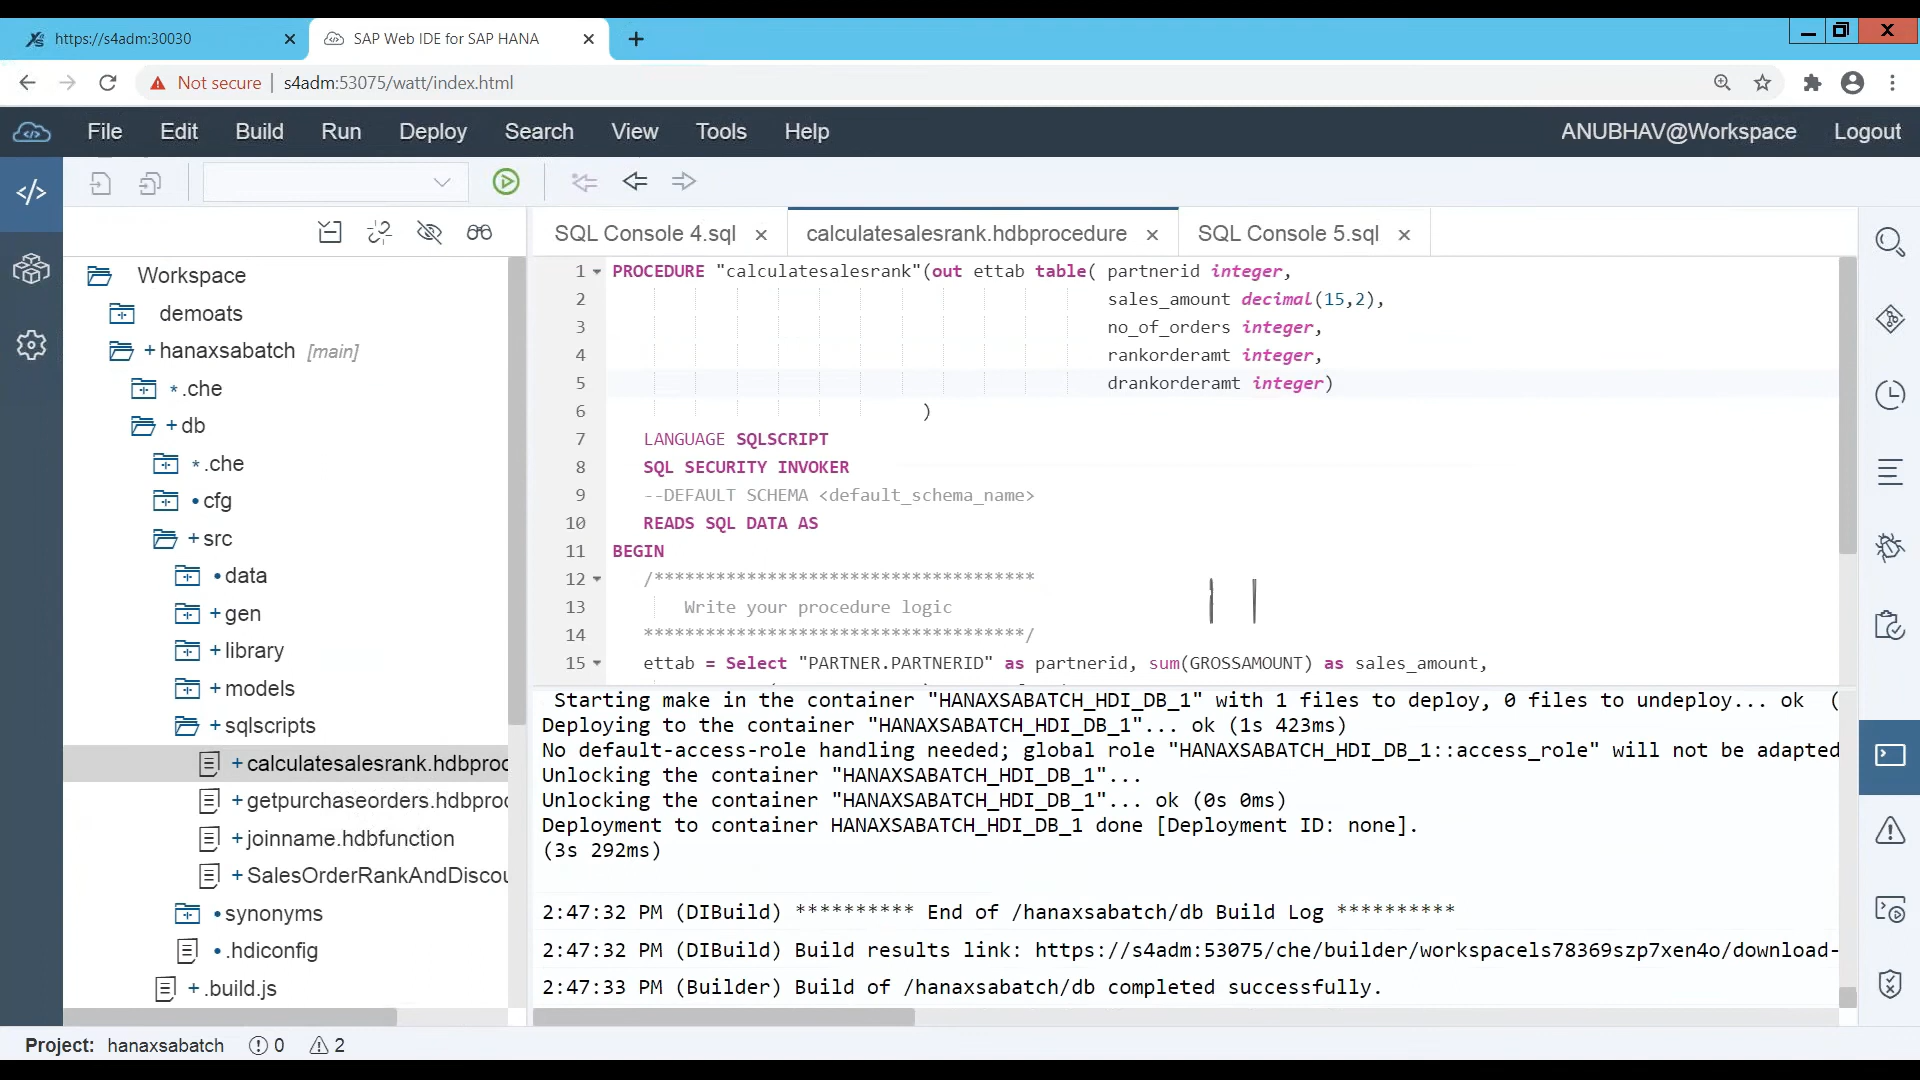 https://s4adm:30030
SAP Web IDE for SAP HANA
Not secure
s4adm:53075/watt/index.html
File Edit Build Run Deploy Search View Tools Help
ANUBHAV@Workspace Logout
SQL Console 4.sql
calculatesalesrank.hdbprocedure
SQL Console 5.sql
Workspace
demoats
+ hanaxsabatch [main]
* .che
+ db
* .che
• cfg
+ src
• data
+ gen
+ library
+ models
+ sqlscripts
+ calculatesalesrank.hdbproc
+ getpurchaseorders.hdbproc
+ joinname.hdbfunction
+ SalesOrderRankAndDiscou
• synonyms
• .hdiconfig
+ .build.js
1 PROCEDURE "calculatesalesrank"(out ettab table( partnerid integer,
2 sales_amount decimal(15,2),
3 no_of_orders integer,
4 rankorderamt integer,
5 drankorderamt integer)
6 )
7 LANGUAGE SQLSCRIPT
8 SQL SECURITY INVOKER
9 --DEFAULT SCHEMA <default_schema_name>
10 READS SQL DATA AS
11 BEGIN
12 /*************************************
13 Write your procedure logic
14 *************************************/
15 ettab = Select "PARTNER.PARTNERID" as partnerid, sum(GROSSAMOUNT) as sales_amount,
Starting make in the container "HANAXSABATCH_HDI_DB_1" with 1 files to deploy, 0 files to undeploy... ok (
Deploying to the container "HANAXSABATCH_HDI_DB_1"... ok (1s 423ms)
No default-access-role handling needed; global role "HANAXSABATCH_HDI_DB_1::access_role" will not be adapted
Unlocking the container "HANAXSABATCH_HDI_DB_1"...
Unlocking the container "HANAXSABATCH_HDI_DB_1"... ok (0s 0ms)
Deployment to container HANAXSABATCH_HDI_DB_1 done [Deployment ID: none].
(3s 292ms)
2:47:32 PM (DIBuild) ********** End of /hanaxsabatch/db Build Log **********
2:47:32 PM (DIBuild) Build results link: https://s4adm:53075/che/builder/workspacels78369szp7xen4o/download-
2:47:33 PM (Builder) Build of /hanaxsabatch/db completed successfully.
Project: hanaxsabatch 0 2